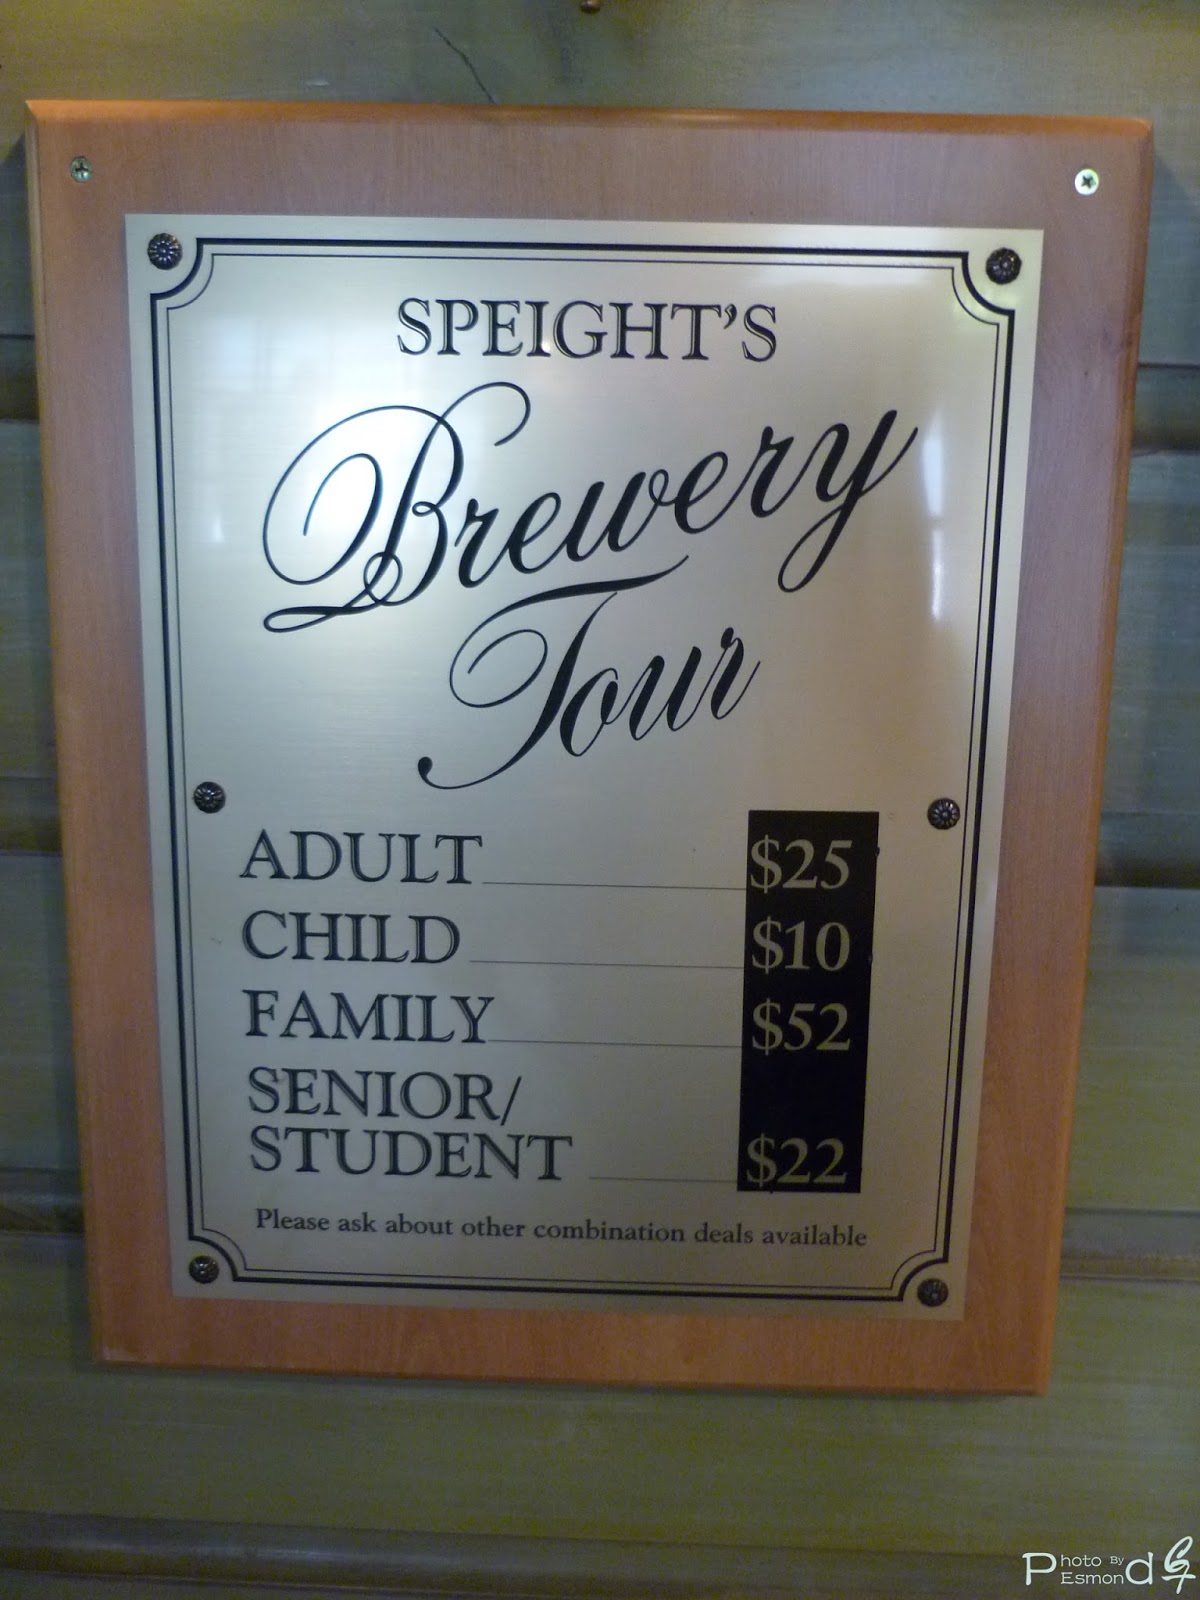 SPEIGHT'S
Brewery
Tour
ADULT $25
CHILD $10
FAMILY $52
SENIOR/
STUDENT $22
Please ask about other combination deals available
Photo By
Esmond